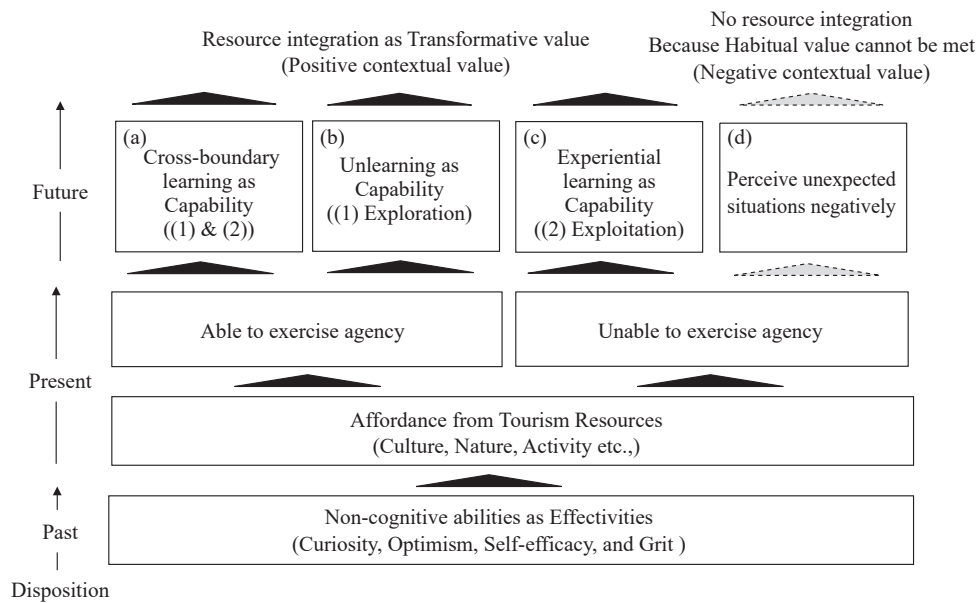 No resource integration
Because Habitual value cannot be met
(Negative contextual value)
Resource integration as Transformative value
(Positive contextual value)
(a)
Cross-boundary
learning as
Capability
((1) & (2))
(b)
Unlearning as
Capability
((1) Exploration)
(c)
Experiential
learning as
Capability
((2) Exploitation)
(d)
Perceive unexpected
situations negatively
Future
Able to exercise agency
Unable to exercise agency
Present
Affordance from Tourism Resources
(Culture, Nature, Activity etc.,)
Non-cognitive abilities as Effectivities
(Curiosity, Optimism, Self-efficacy, and Grit )
Past
Disposition